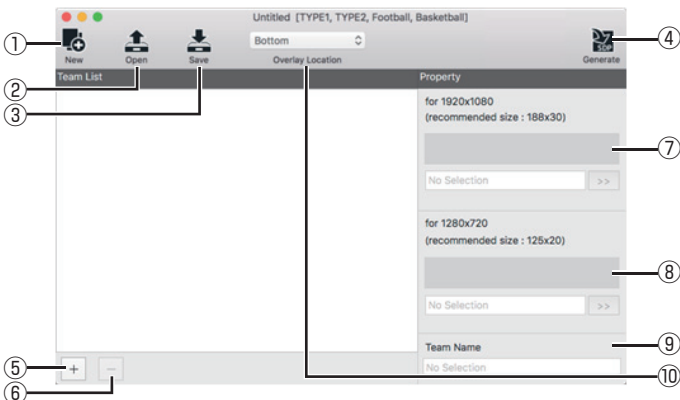 Untitled [TYPE1, TYPE2, Football, Basketball]
① ④
Bottom
New Open Save Overlay Location SDP Generate
② Team List Property
③
for 1920x1080
(recommended size : 188x30)
⑦
No Selection >>
for 1280x720
(recommended size : 125x20)
⑧
No Selection >>
Team Name ⑨
⑤ + − No Selection ⑩
⑥